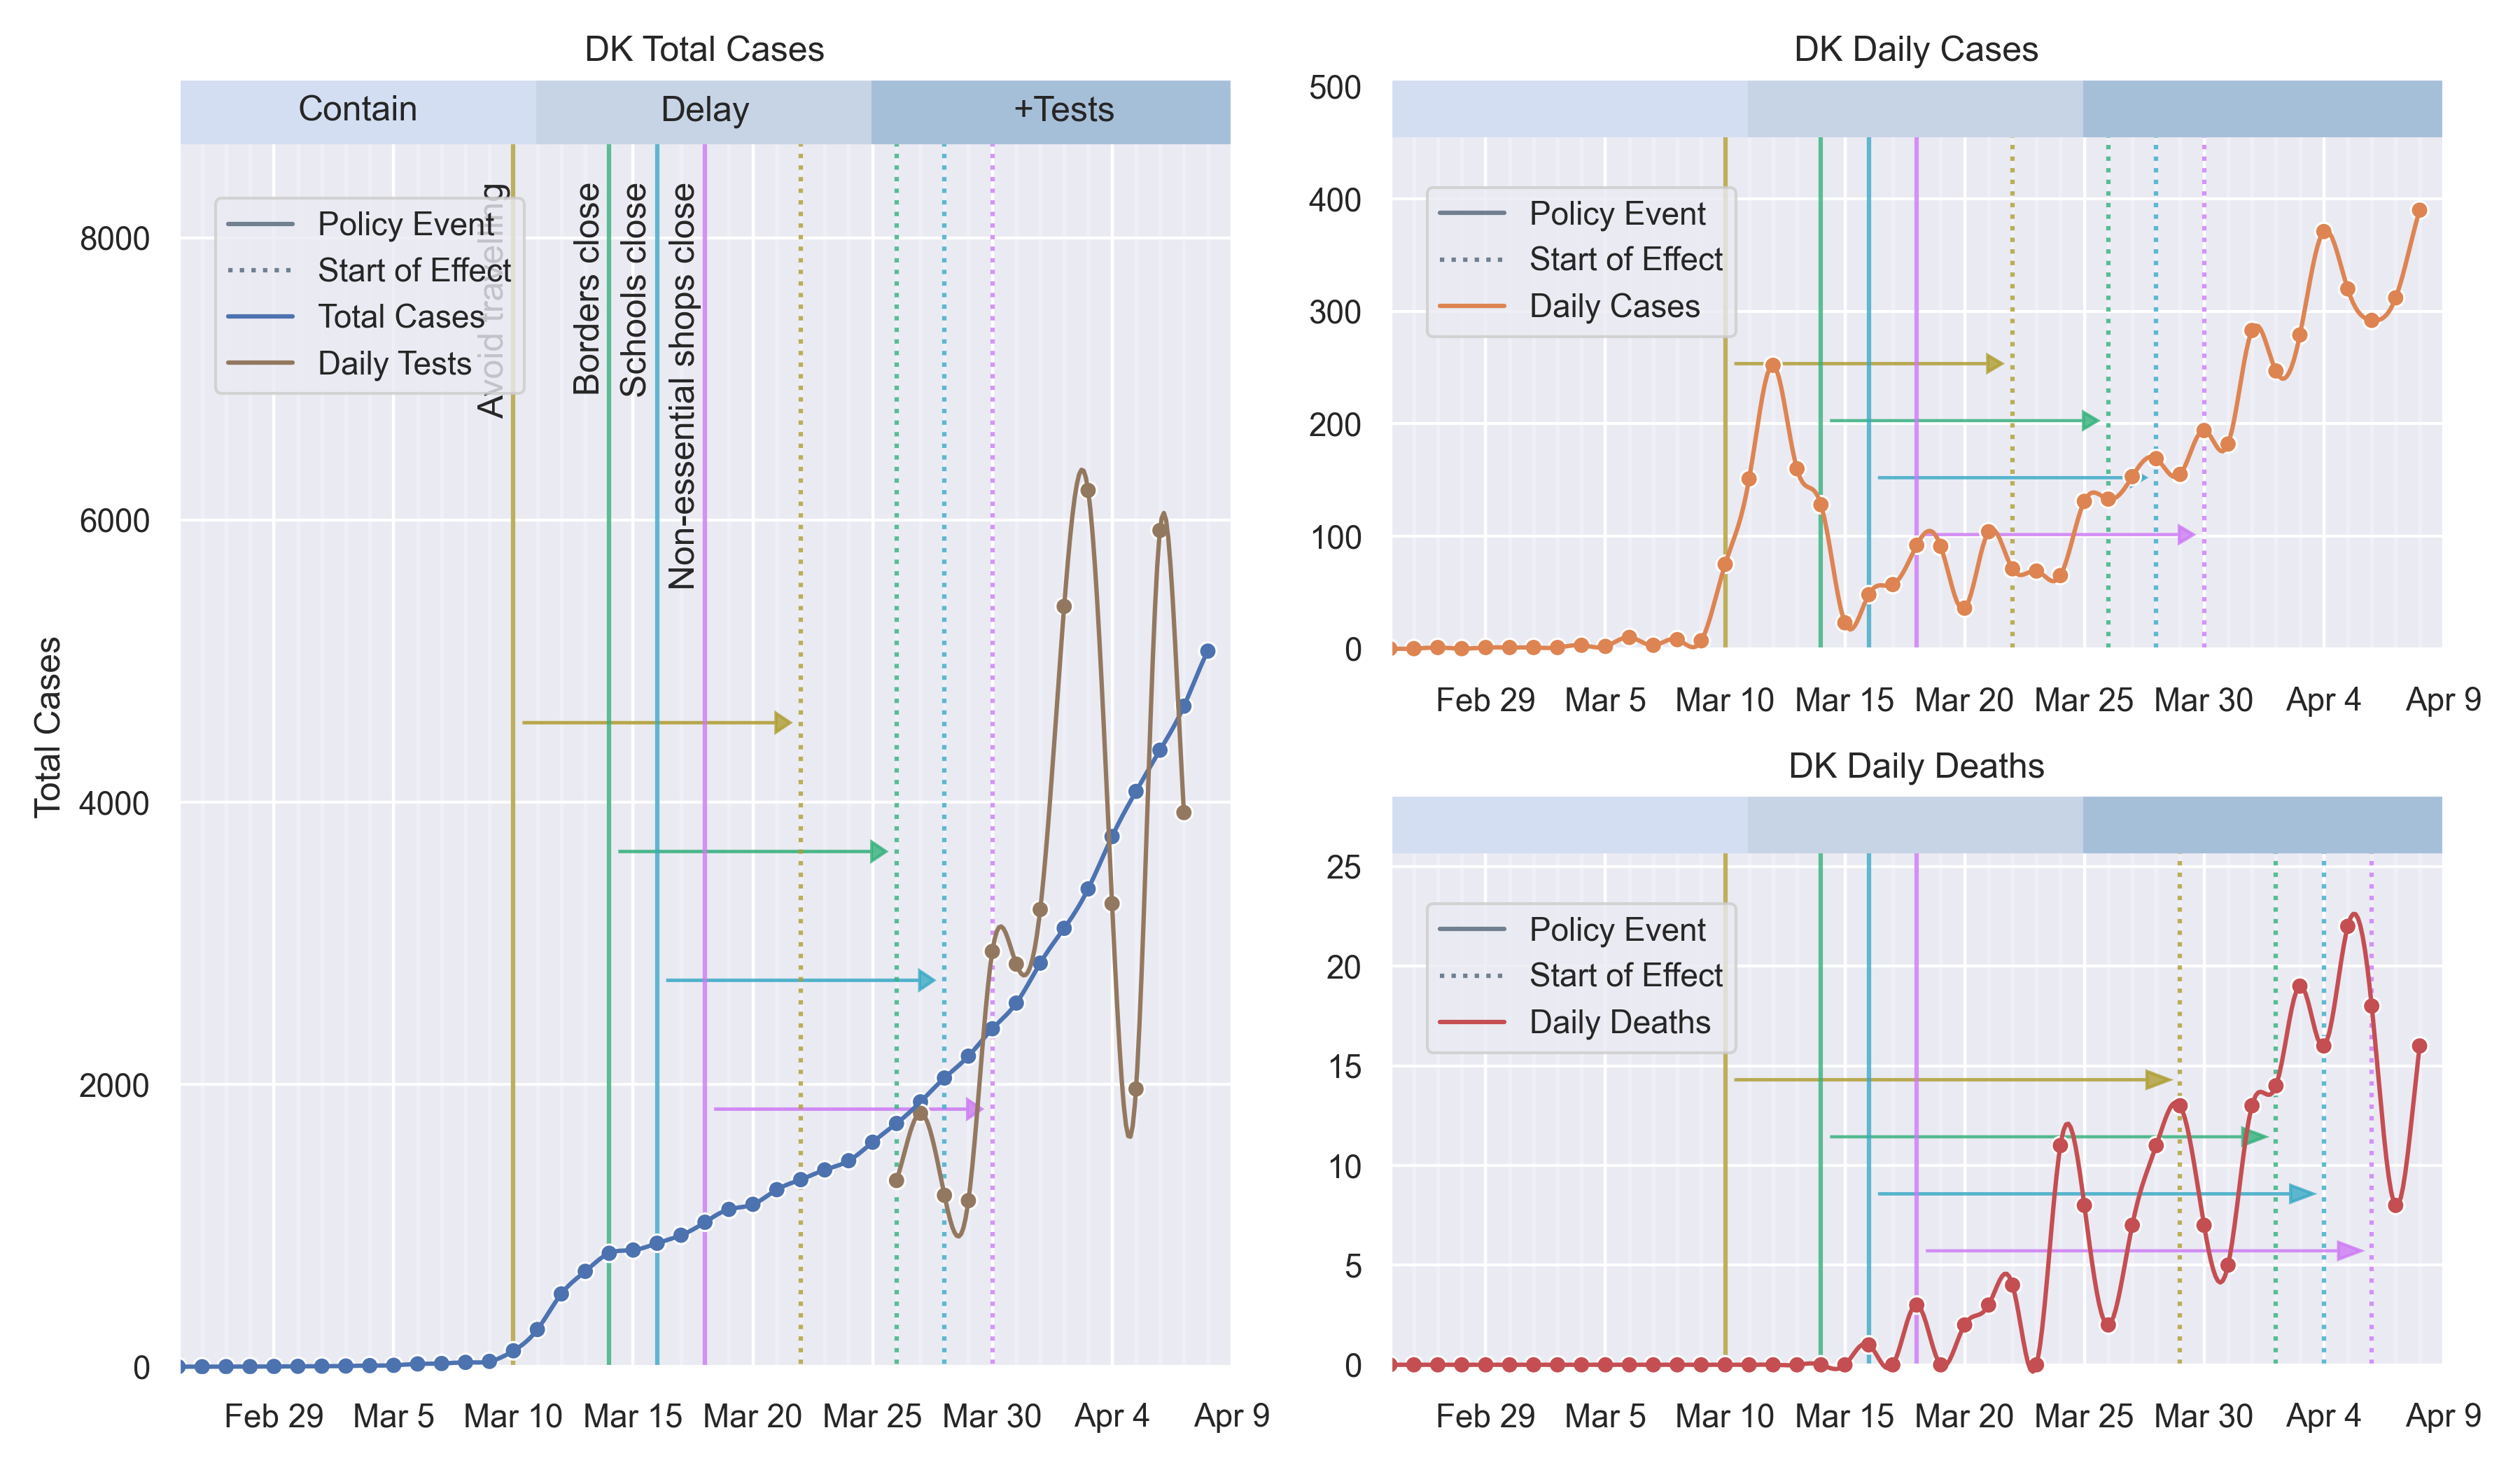 DK Total Cases
Contain
Delay
+Tests
Policy Event
Start of Effect
Total Cases
Daily Tests
Avoid travelling
Borders close
Schools close
Non-essential shops close
Total Cases
8000
6000
4000
2000
0
Feb 29
Mar 5
Mar 10
Mar 15
Mar 20
Mar 25
Mar 30
Apr 4
Apr 9
DK Daily Cases
500
400
300
200
100
0
Policy Event
Start of Effect
Daily Cases
Feb 29
Mar 5
Mar 10
Mar 15
Mar 20
Mar 25
Mar 30
Apr 4
Apr 9
DK Daily Deaths
25
20
15
10
5
0
Policy Event
Start of Effect
Daily Deaths
Feb 29
Mar 5
Mar 10
Mar 15
Mar 20
Mar 25
Mar 30
Apr 4
Apr 9